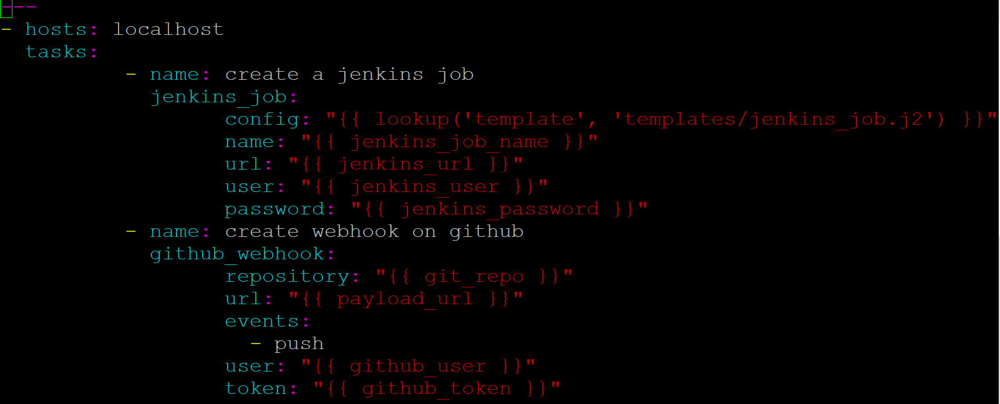 ---
- hosts: localhost
  tasks:
          - name: create a jenkins job
            jenkins_job:
                  config: "{{ lookup('template', 'templates/jenkins_job.j2') }}"
                  name: "{{ jenkins_job_name }}"
                  url: "{{ jenkins_url }}"
                  user: "{{ jenkins_user }}"
                  password: "{{ jenkins_password }}"
          - name: create webhook on github
            github_webhook:
                  repository: "{{ git_repo }}"
                  url: "{{ payload_url }}"
                  events:
                    - push
                  user: "{{ github_user }}"
                  token: "{{ github_token }}"